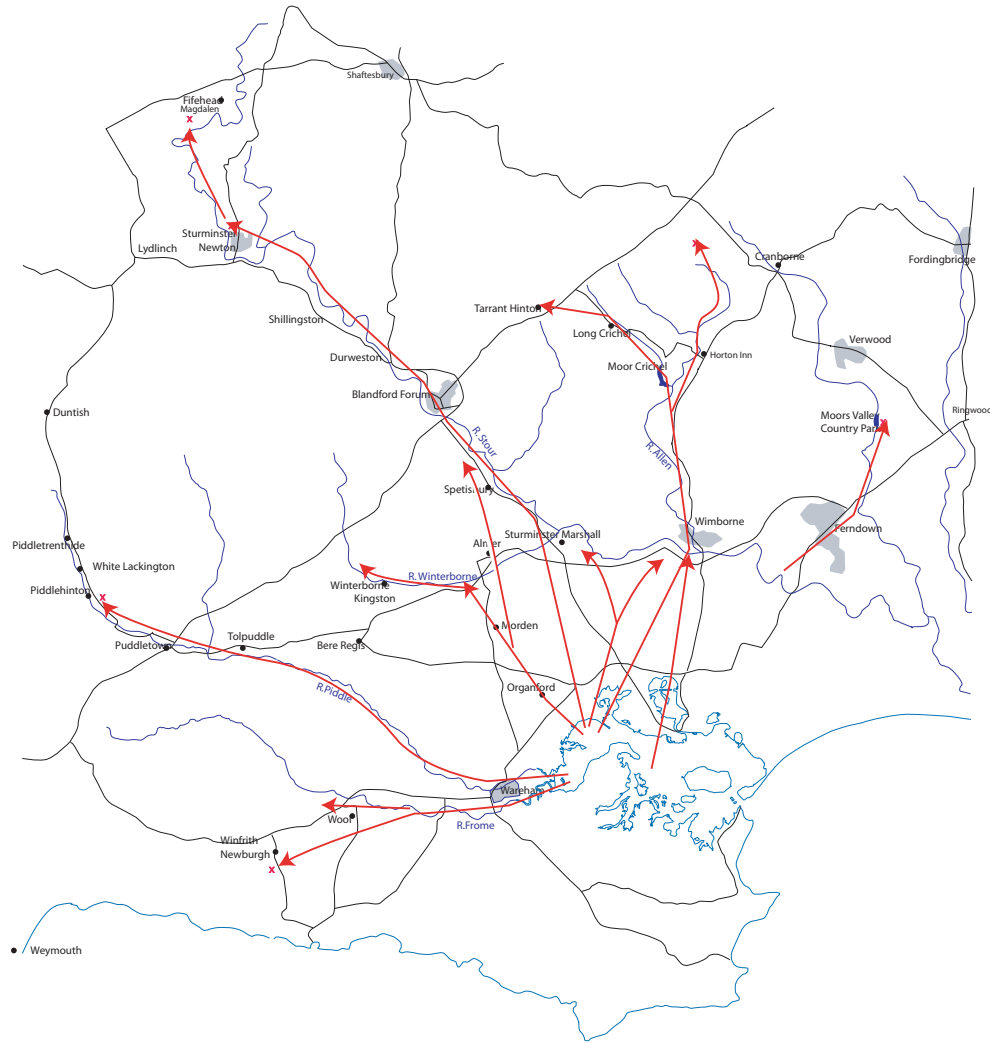 Shaftesbury
Fifehead
Magdalen
x
Sturminster
Newton
Lydlinch
Cranborne
Fordingbridge
x
Shillingston
Tarrant Hinton
Long Crichel
Verwood
Durweston
Horton Inn
Moor Crichel
Blandford Forum
Duntish
Ringwood
Moors Valley
Country Park
x
R. Stour
R. Allen
Spetisbury
Wimborne
Ferndown
Sturminster Marshall
Piddletrenthide
Almer
White Lackington
R.Winterborne
Winterborne
Kingston
Piddlehinton
x
Morden
Tolpuddle
Puddletown
Bere Regis
Organford
R.Piddle
Wareham
Wool
R.Frome
Winfrith
Newburgh
x
Weymouth